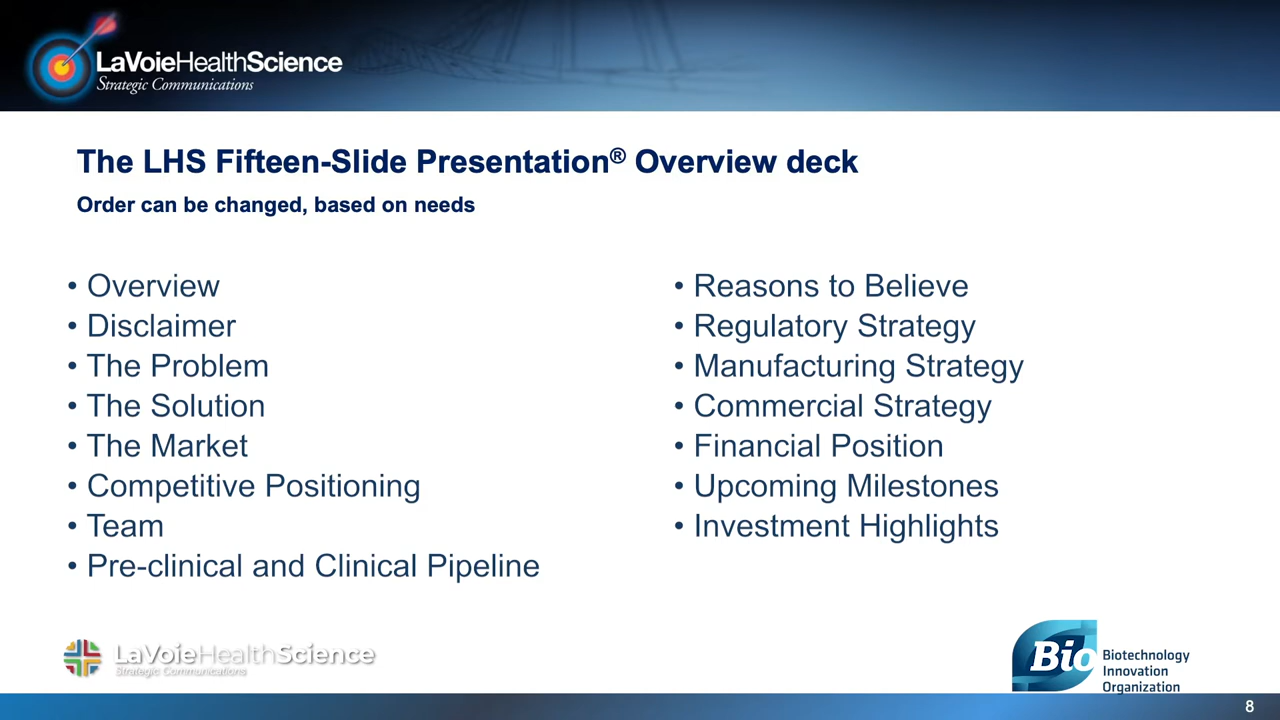 LaVoieHealthScience
Strategic Communications
The LHS Fifteen-Slide Presentation® Overview deck
Order can be changed, based on needs
• Overview
• Disclaimer
• The Problem
• The Solution
• The Market
• Competitive Positioning
• Team
• Pre-clinical and Clinical Pipeline
• Reasons to Believe
• Regulatory Strategy
• Manufacturing Strategy
• Commercial Strategy
• Financial Position
• Upcoming Milestones
• Investment Highlights
LaVoieHealthScience
Strategic Communications
Bio
Biotechnology
Innovation
Organization
8